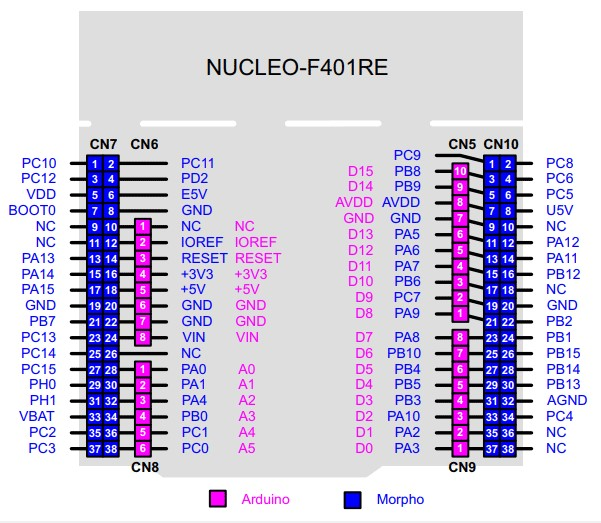 NUCLEO-F401RE
CN7 CN6 CN5 CN10
PC9
PC10 1 2 PC11 1 2 PC8
PC12 3 4 PD2 D15 PB8 10 3 4 PC6
VDD 5 6 E5V D14 PB9 9 5 6 PC5
BOOT0 7 8 GND AVDD AVDD 8 7 8 U5V
NC 9 10 1 NC NC GND GND 7 9 10 NC
NC 11 12 2 IOREF IOREF D13 PA5 6 11 12 PA12
PA13 13 14 3 RESET RESET D12 PA6 5 13 14 PA11
PA14 15 16 4 +3V3 +3V3 D11 PA7 4 15 16 PB12
PA15 17 18 5 +5V +5V D10 PB6 3 17 18 NC
GND 19 20 6 GND GND D9 PC7 2 19 20 GND
PB7 21 22 7 GND GND D8 PA9 1 21 22 PB2
PC13 23 24 8 VIN VIN D7 PA8 8 23 24 PB1
PC14 25 26 NC D6 PB10 7 25 26 PB15
PC15 27 28 1 PA0 A0 D5 PB4 6 27 28 PB14
PH0 29 30 2 PA1 A1 D4 PB5 5 29 30 PB13
PH1 31 32 3 PA4 A2 D3 PB3 4 31 32 AGND
VBAT 33 34 4 PB0 A3 D2 PA10 3 33 34 PC4
PC2 35 36 5 PC1 A4 D1 PA2 2 35 36 NC
PC3 37 38 6 PC0 A5 D0 PA3 1 37 38 NC
CN8 CN9
Arduino Morpho